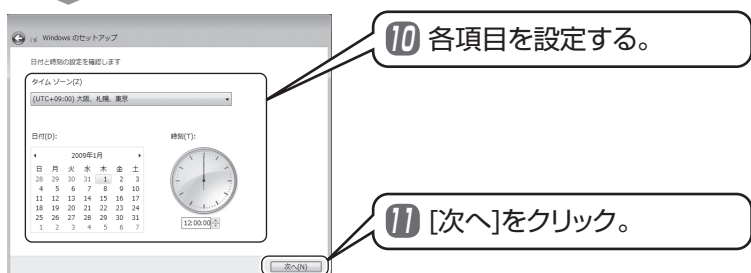 Windows のセットアップ
日付と時刻の設定を確認します
タイム ゾーン(Z)
(UTC+09:00) 大阪、札幌、東京
日付(D):
時刻(T):
2009年1月
日 月 火 水 木 金 土
28 29 30 31 1 2 3
4 5 6 7 8 9 10
11 12 13 14 15 16 17
18 19 20 21 22 23 24
25 26 27 28 29 30 31
1 2 3 4 5 6 7
12:00:00
次へ(N)
10 各項目を設定する。
11 [次へ]をクリック。